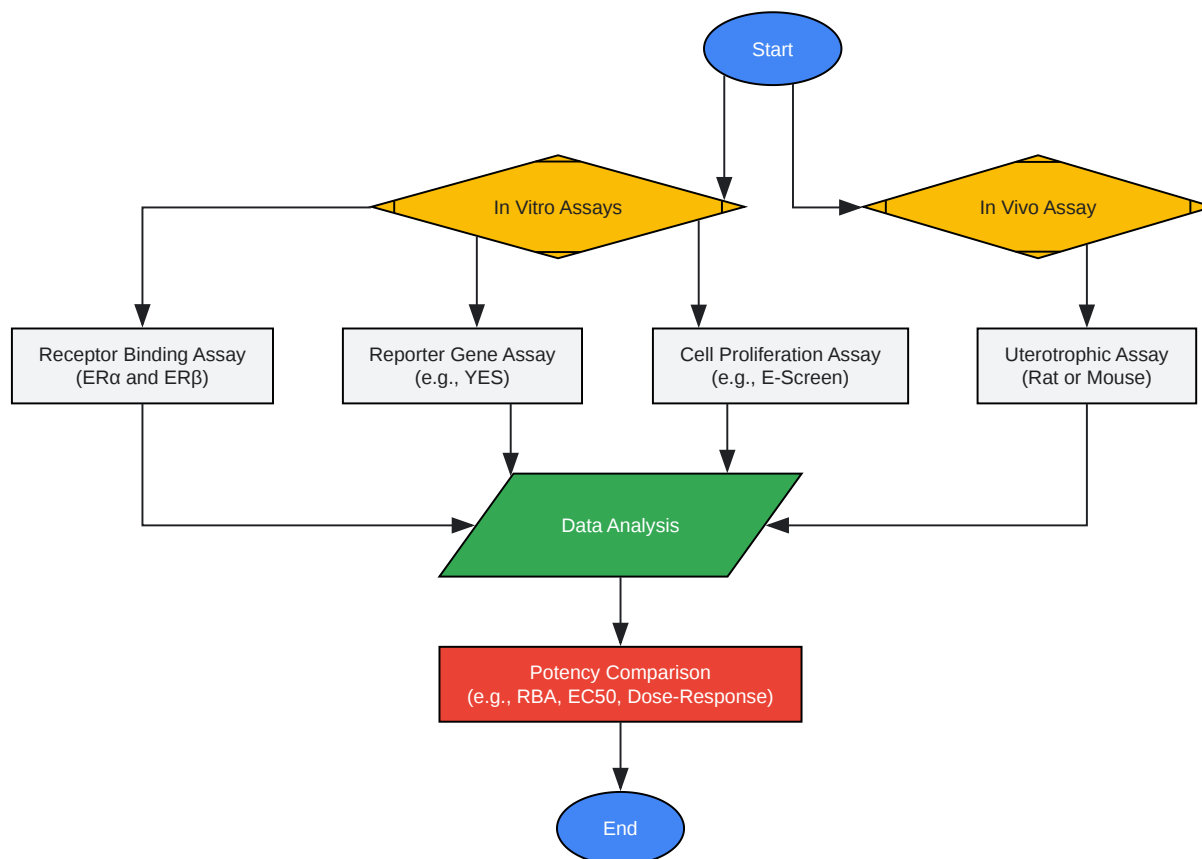 Start
In Vitro Assays
In Vivo Assay
Receptor Binding Assay
(ERα and ERβ)
Reporter Gene Assay
(e.g., YES)
Cell Proliferation Assay
(e.g., E-Screen)
Uterotrophic Assay
(Rat or Mouse)
Data Analysis
Potency Comparison
(e.g., RBA, EC50, Dose-Response)
End